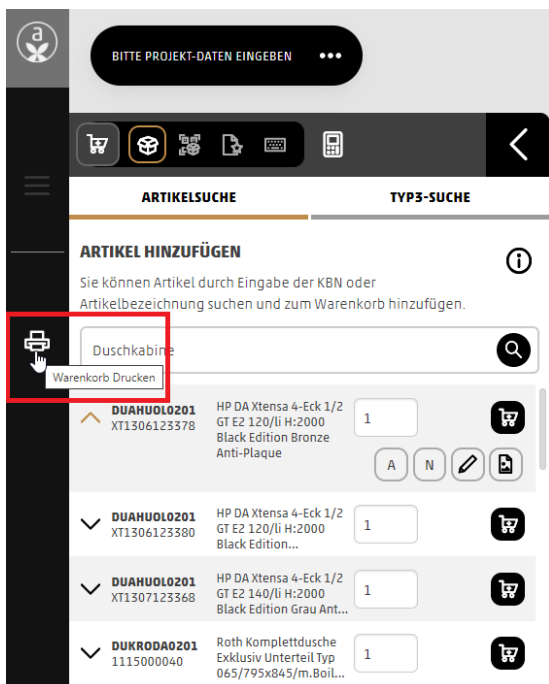 a
BITTE PROJEKT-DATEN EINGEBEN
ARTIKELSUCHE
TYP3-SUCHE
ARTIKEL HINZUFÜGEN
Sie können Artikel durch Eingabe der KBN oder
Artikelbezeichnung suchen und zum Warenkorb hinzufügen.
Duschkabine
Warenkorb Drucken
DUAHUOL0201
XT1306123378
HP DA Xtensa 4-Eck 1/2
GT E2 120/li H:2000
Black Edition Bronze
Anti-Plaque
1
A
N
DUAHUOL0201
XT1306123380
HP DA Xtensa 4-Eck 1/2
GT E2 120/li H:2000
Black Edition...
1
DUAHUOL0201
XT1307123368
HP DA Xtensa 4-Eck 1/2
GT E2 140/li H:2000
Black Edition Grau Ant...
1
DUKRODA0201
1115000040
Roth Komplettdusche
Exklusiv Unterteil Typ
065/795x845/m.Boil...
1